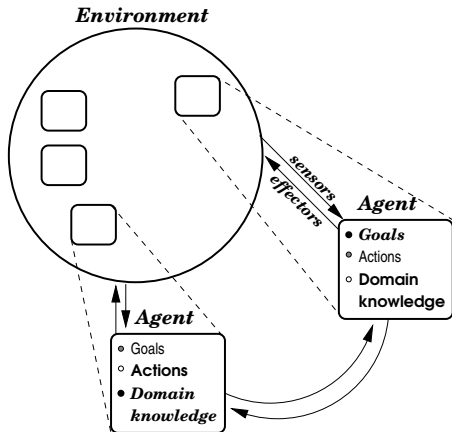 Environment
sensors
effectors
Agent
Goals
Actions
Domain
knowledge
Agent
Goals
Actions
Domain
knowledge